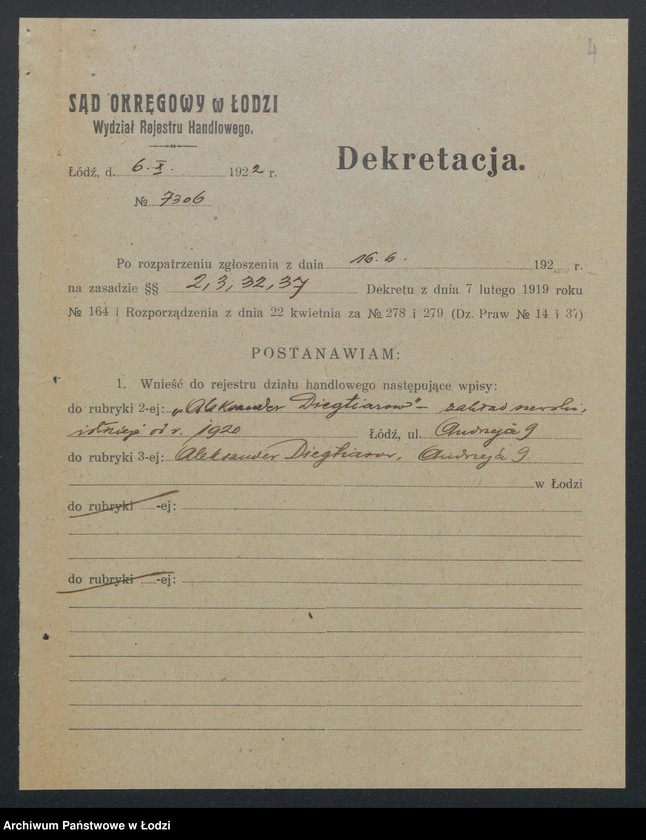 4
SĄD OKRĘGOWY w ŁODZI
Wydział Rejestru Handlowego.
Dekretacja.
Łódź, d. 6. X. 1922 r.
№ 7306
Po rozpatrzeniu zgłoszenia z dnia 16. 6. 192 r.
na zasadzie §§ 2, 3, 32, 37 Dekretu z dnia 7 lutego 1919 roku
№ 164 i Rozporządzenia z dnia 22 kwietnia za № 278 i 279 (Dz. Praw № 14 i 37)
POSTANAWIAM:
1. Wnieść do rejestru działu handlowego następujące wpisy:
do rubryki 2-ej: „Aleksander Diegtiarow" – zakład szewcki,
istnieje od r. 1920 Łódź, ul. Andrzeja 9
do rubryki 3-ej: Aleksander Diegtiarow, Andrzeja 9
w Łodzi
do rubryki -ej:
do rubryki -ej:
Archiwum Państwowe w Łodzi